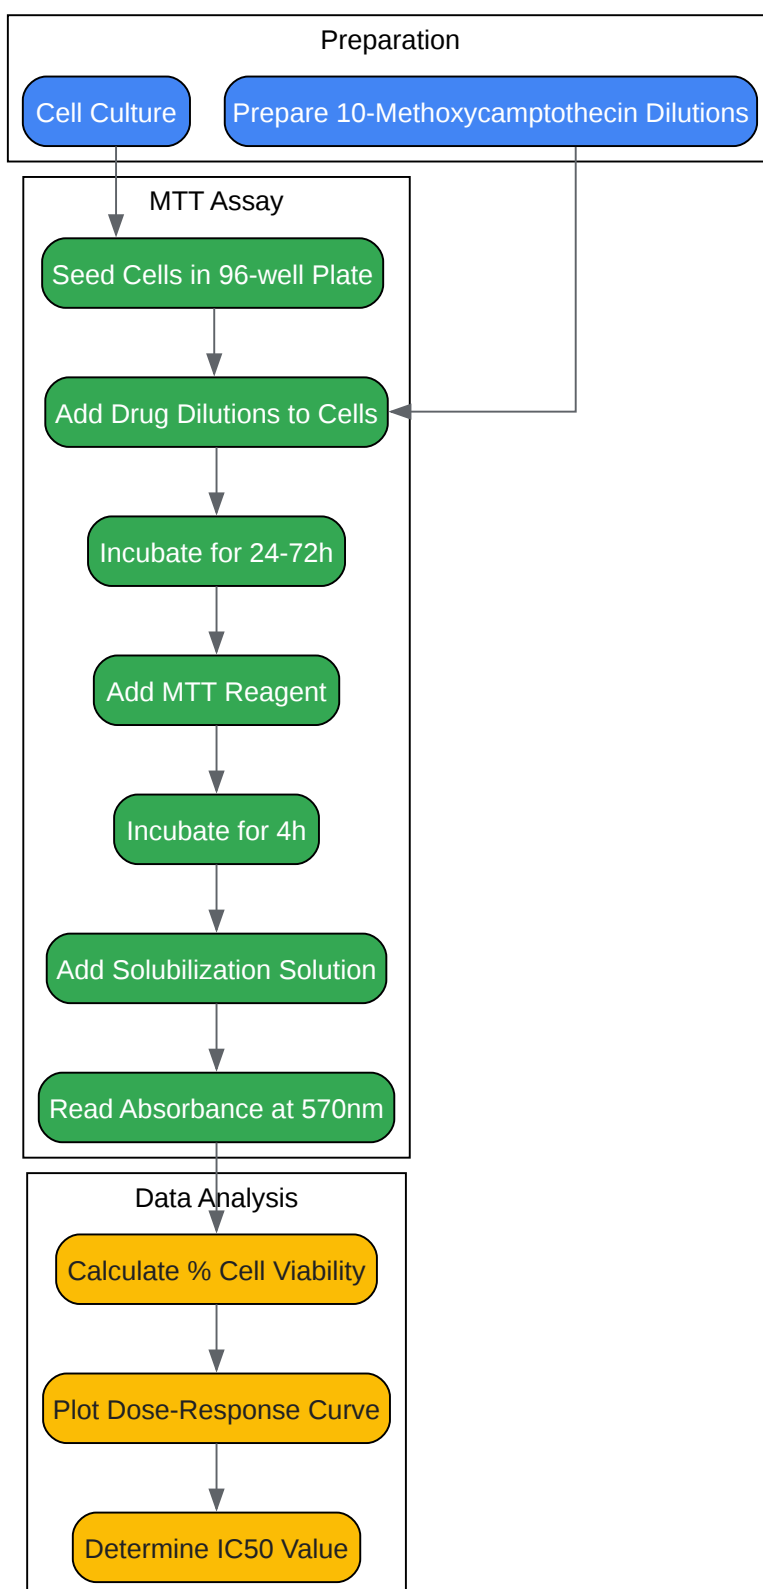 Preparation
Cell Culture
Prepare 10-Methoxycamptothecin Dilutions
MTT Assay
Seed Cells in 96-well Plate
Add Drug Dilutions to Cells
Incubate for 24-72h
Add MTT Reagent
Incubate for 4h
Add Solubilization Solution
Read Absorbance at 570nm
Data Analysis
Calculate % Cell Viability
Plot Dose-Response Curve
Determine IC50 Value